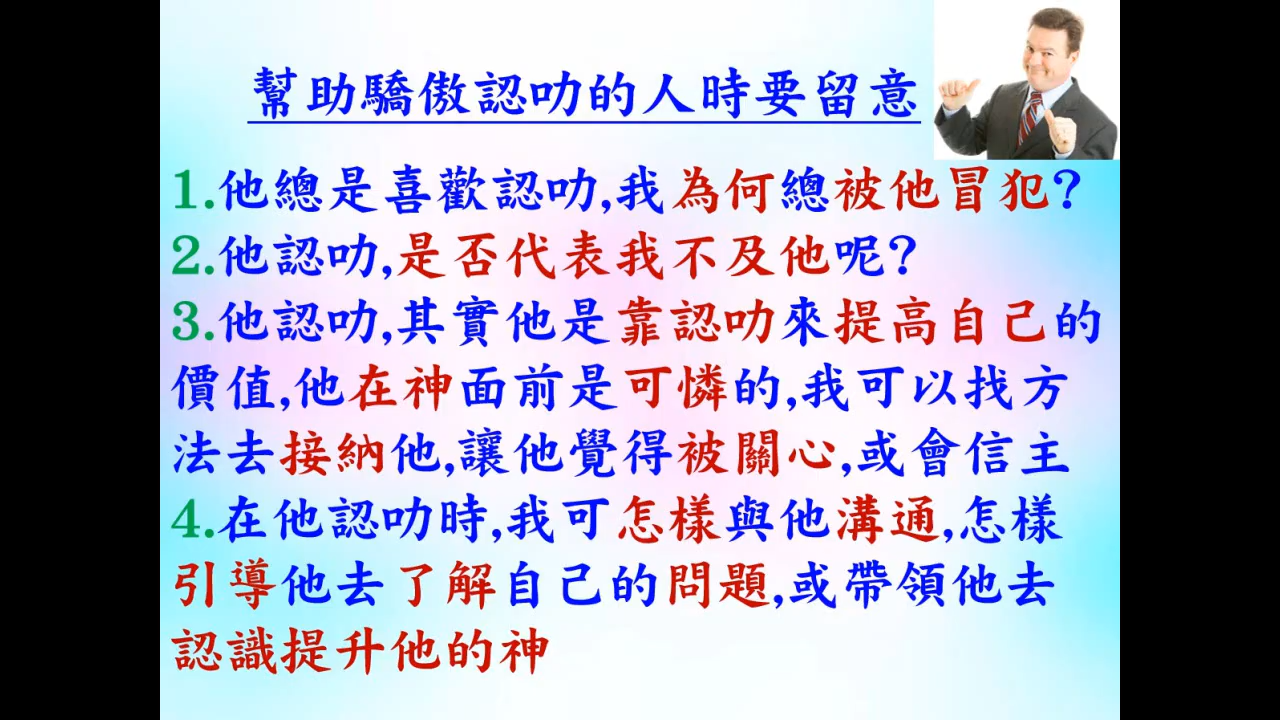 幫助驕傲認叻的人時要留意
1.他總是喜歡認叻,我為何總被他冒犯?
2.他認叻,是否代表我不及他呢?
3.他認叻,其實他是靠認叻來提高自己的
價值,他在神面前是可憐的,我可以找方
法去接納他,讓他覺得被關心,或會信主
4.在他認叻時,我可怎樣與他溝通,怎樣
引導他去了解自己的問題,或帶領他去
認識提升他的神